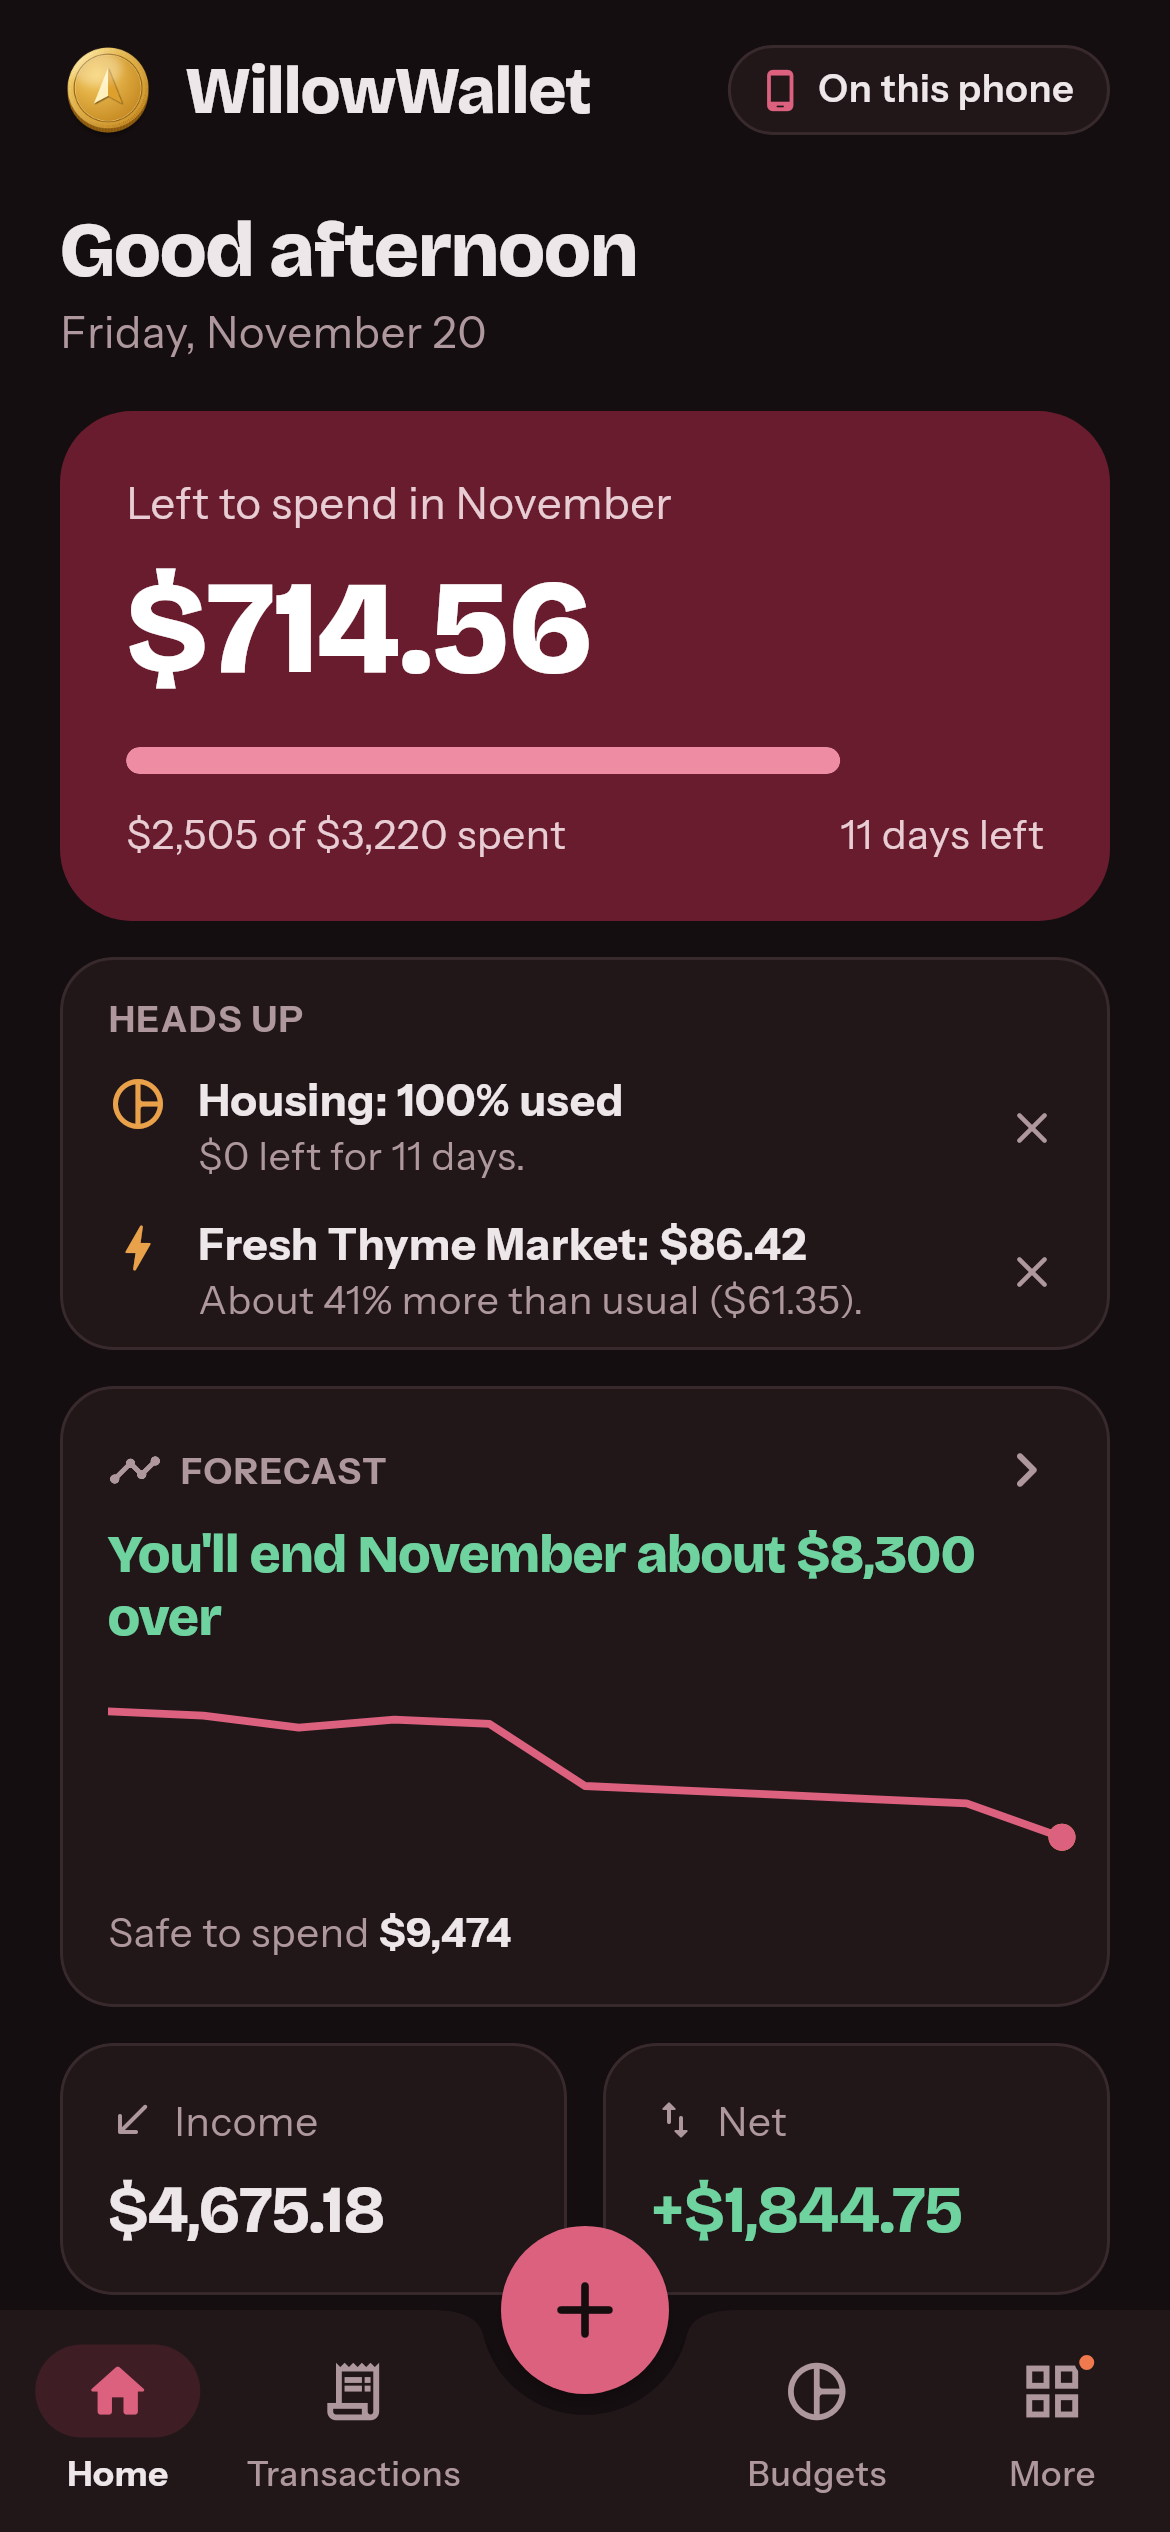 WillowWallet
On this phone
Good afternoon
Friday, November 20
Left to spend in November
$714.56
$2,505 of $3,220 spent
11 days left
HEADS UP
Housing: 100% used
$0 left for 11 days.
Fresh Thyme Market: $86.42
About 41% more than usual ($61.35).
FORECAST
You'll end November about $8,300
over
Safe to spend $9,474
Income
$4,675.18
Net
+$1,844.75
Home
Transactions
Budgets
More